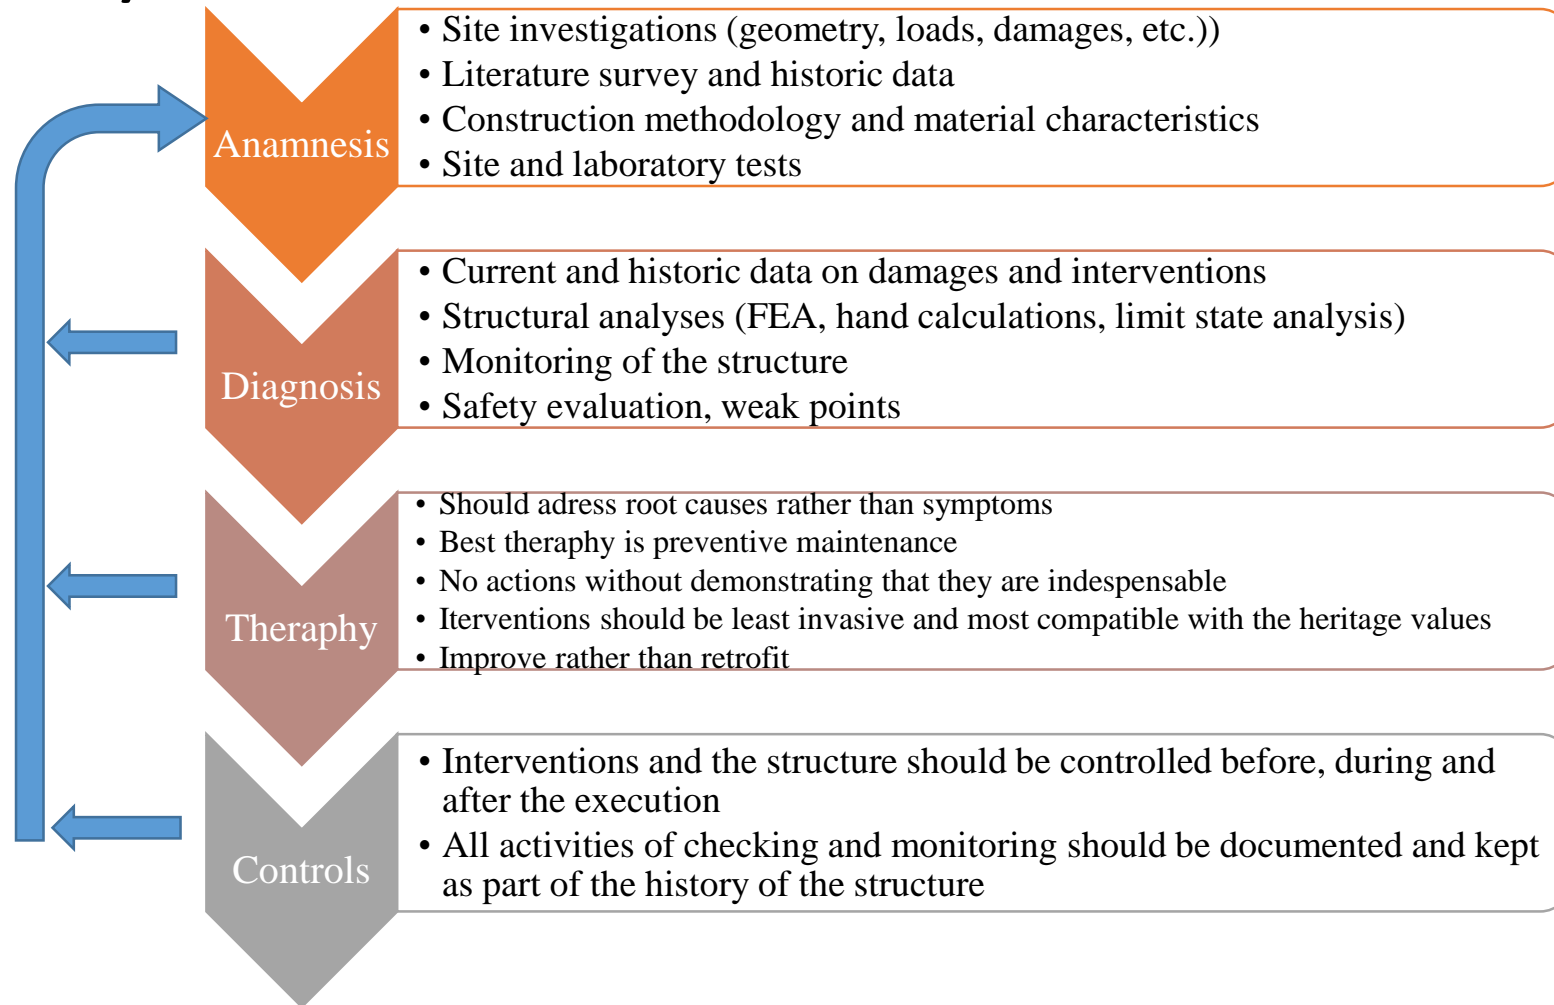 Anamnesis
• Site investigations (geometry, loads, damages, etc.))
• Literature survey and historic data
• Construction methodology and material characteristics
• Site and laboratory tests
Diagnosis
• Current and historic data on damages and interventions
• Structural analyses (FEA, hand calculations, limit state analysis)
• Monitoring of the structure
• Safety evaluation, weak points
Theraphy
• Should adress root causes rather than symptoms
• Best theraphy is preventive maintenance
• No actions without demonstrating that they are indespensable
• Iterventions should be least invasive and most compatible with the heritage values
• Improve rather than retrofit
Controls
• Interventions and the structure should be controlled before, during and
after the execution
• All activities of checking and monitoring should be documented and kept
as part of the history of the structure